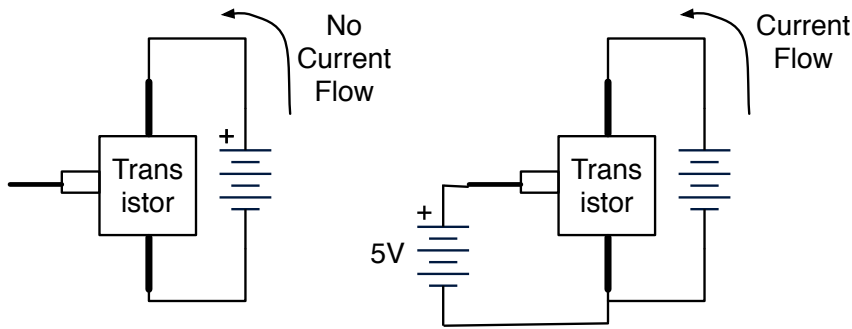 No
Current
Flow
+
Trans
istor
Current
Flow
Trans
istor
+
5V